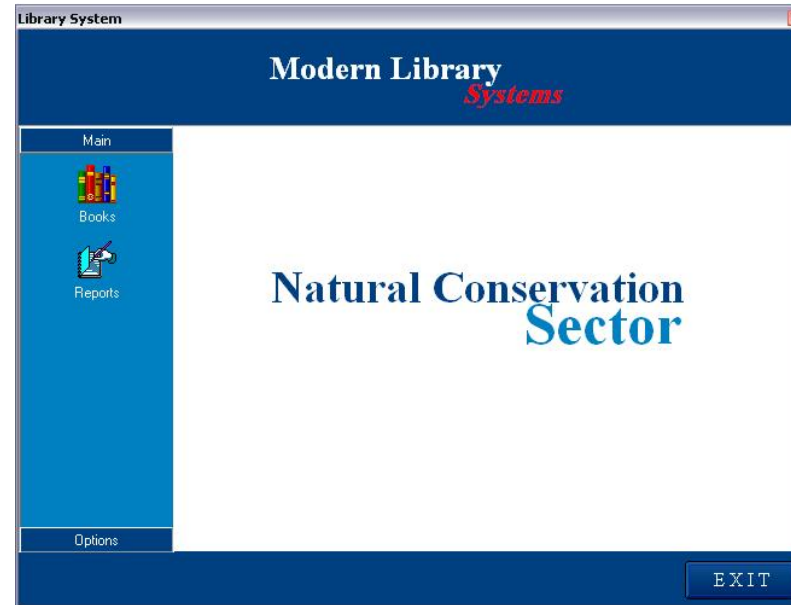 Library System
Modern Library
Systems
Main
Books
Reports
Natural Conservation
Sector
Options
EXIT